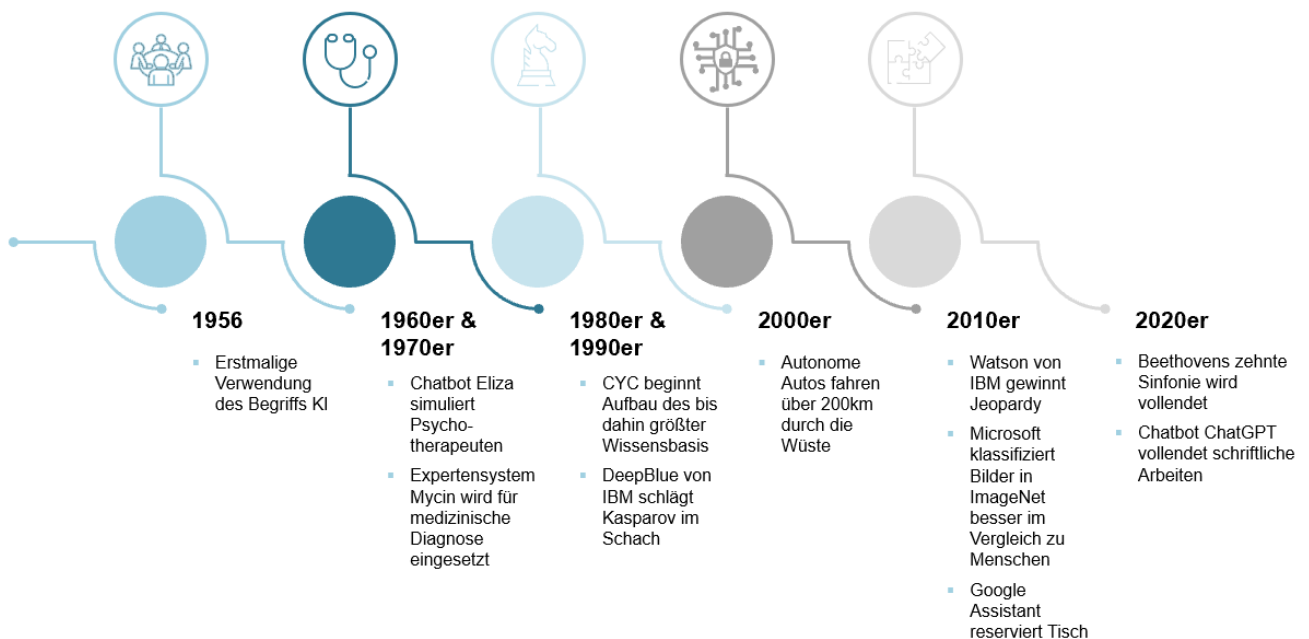 1956
▪ Erstmalige
Verwendung
des Begriffs KI
1960er &
1970er
▪ Chatbot Eliza
simuliert
Psycho-
therapeuten
▪ Expertensystem
Mycin wird für
medizinische
Diagnose
eingesetzt
1980er &
1990er
▪ CYC beginnt
Aufbau des bis
dahin größter
Wissensbasis
▪ DeepBlue von
IBM schlägt
Kasparov im
Schach
2000er
▪ Autonome
Autos fahren
über 200km
durch die
Wüste
2010er
▪ Watson von
IBM gewinnt
Jeopardy
▪ Microsoft
klassifiziert
Bilder in
ImageNet
besser im
Vergleich zu
Menschen
▪ Google
Assistant
reserviert Tisch
2020er
▪ Beethovens zehnte
Sinfonie wird
vollendet
▪ Chatbot ChatGPT
vollendet schriftliche
Arbeiten